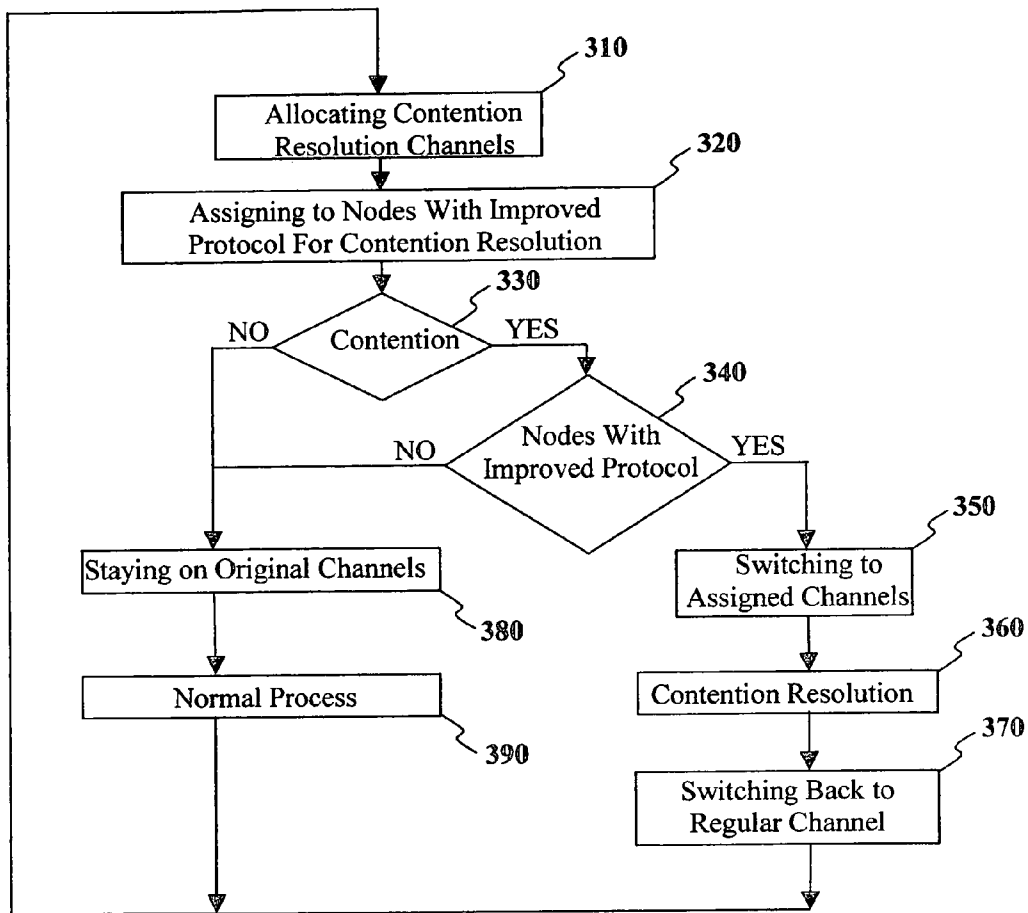 310
Allocating Contention
Resolution Channels
320
Assigning to Nodes With Improved
Protocol For Contention Resolution
330
NO
Contention
YES
340
NO
Nodes With
Improved Protocol
YES
350
Staying on Original Channels
Switching to
Assigned Channels
380
360
Normal Process
Contention Resolution
390
370
Switching Back to
Regular Channel